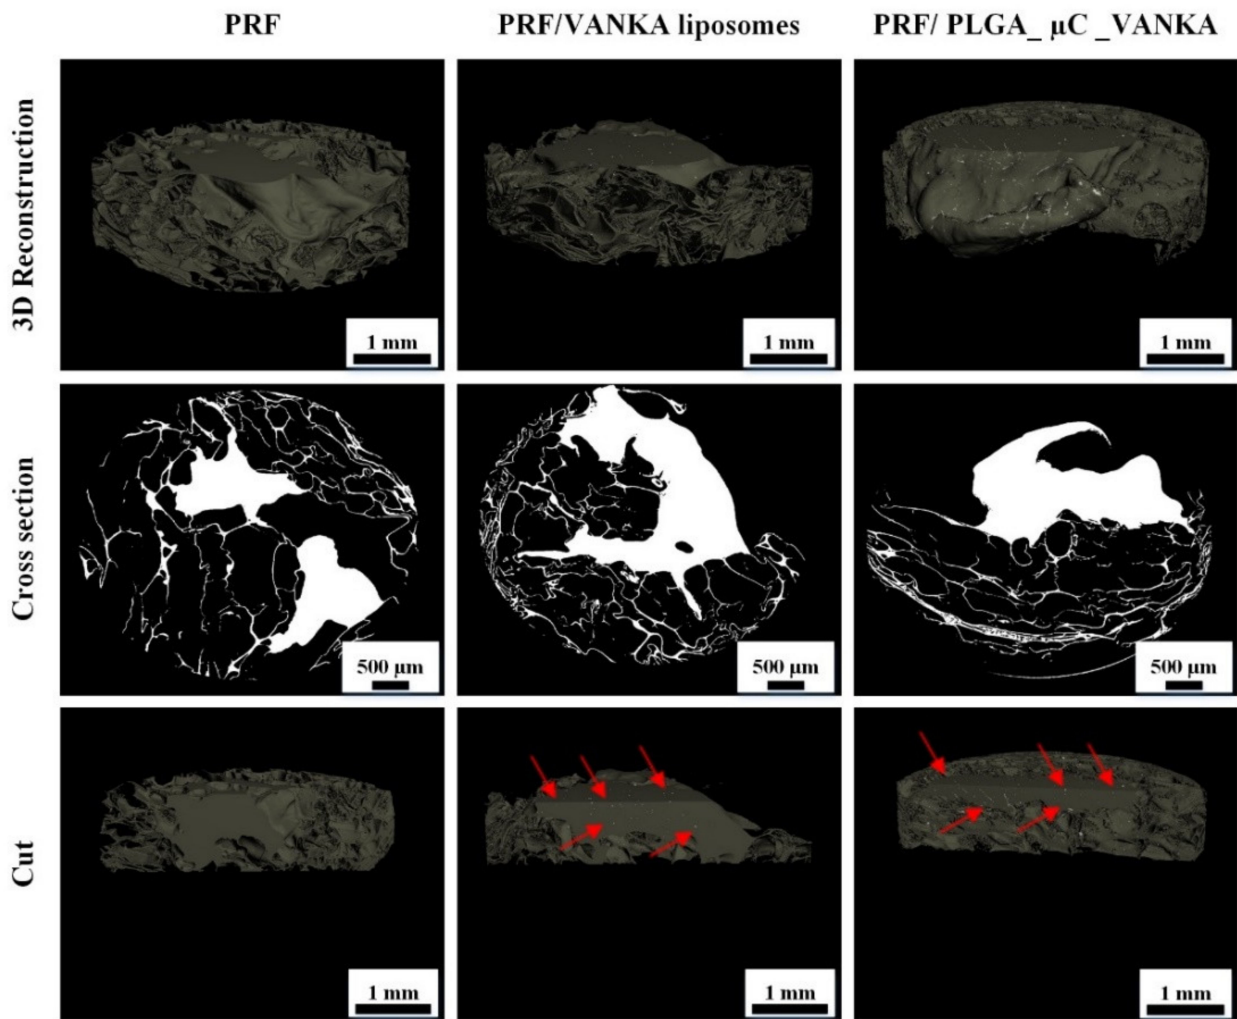 PRF
PRF/VANKA liposomes
PRF/ PLGA_ μC _VANKA
3D Reconstruction
1 mm
1 mm
1 mm
Cross section
500 μm
500 μm
500 μm
Cut
1 mm
1 mm
1 mm